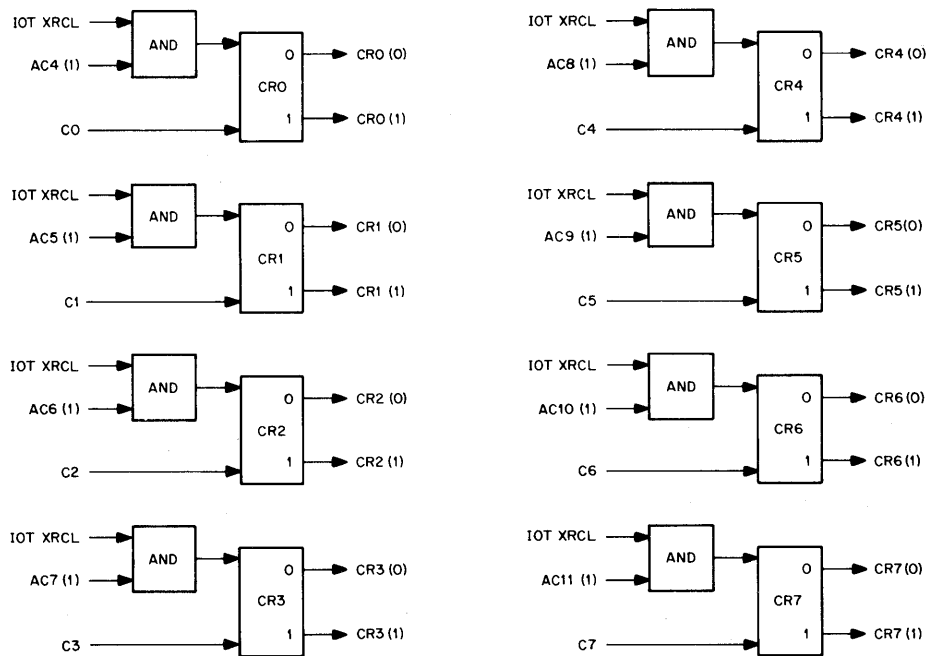 IOT XRCL
AND
AC4 (1)
0
CR0
1
CR0 (0)
CR0 (1)
C0
IOT XRCL
AND
AC5 (1)
0
CR1
1
CR1 (0)
CR1 (1)
C1
IOT XRCL
AND
AC6 (1)
0
CR2
1
CR2 (0)
CR2 (1)
C2
IOT XRCL
AND
AC7 (1)
0
CR3
1
CR3 (0)
CR3 (1)
C3
IOT XRCL
AND
AC8 (1)
0
CR4
1
CR4 (0)
CR4 (1)
C4
IOT XRCL
AND
AC9 (1)
0
CR5
1
CR5 (0)
CR5 (1)
C5
IOT XRCL
AND
AC10 (1)
0
CR6
1
CR6 (0)
CR6 (1)
C6
IOT XRCL
AND
AC11 (1)
0
CR7
1
CR7 (0)
CR7 (1)
C7